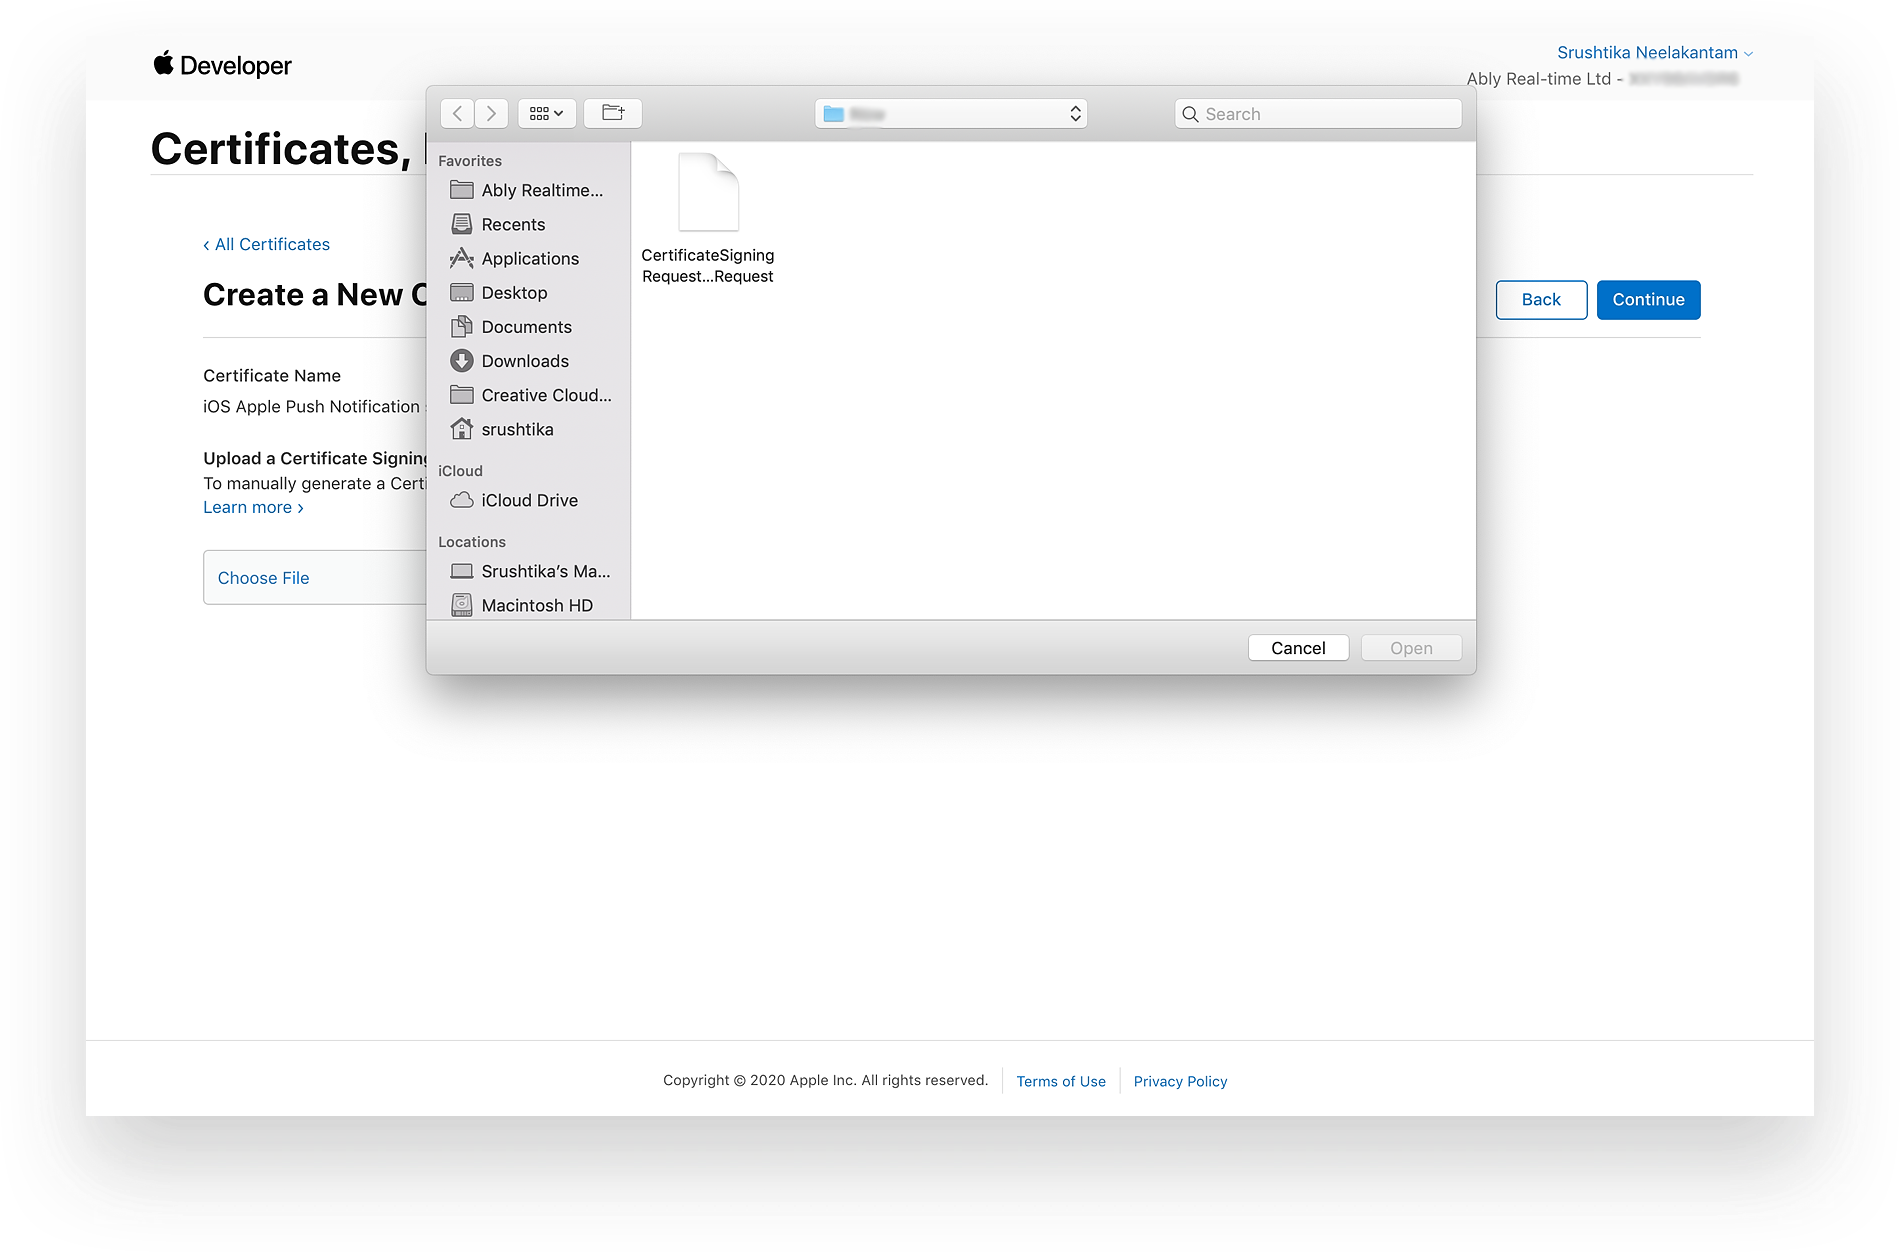 Developer
Srushtika Neelakantam
Ably Real-time Ltd -
Certificates,
‹ All Certificates
Create a New C
Back
Continue
Certificate Name
iOS Apple Push Notification
Upload a Certificate Signing
To manually generate a Certi
Learn more ›
Choose File
Search
Favorites
Ably Realtime...
Recents
Applications
Desktop
Documents
Downloads
Creative Cloud...
srushtika
iCloud
iCloud Drive
Locations
Srushtika’s Ma...
Macintosh HD
CertificateSigning
Request...Request
Cancel
Open
Copyright © 2020 Apple Inc. All rights reserved.
Terms of Use
Privacy Policy